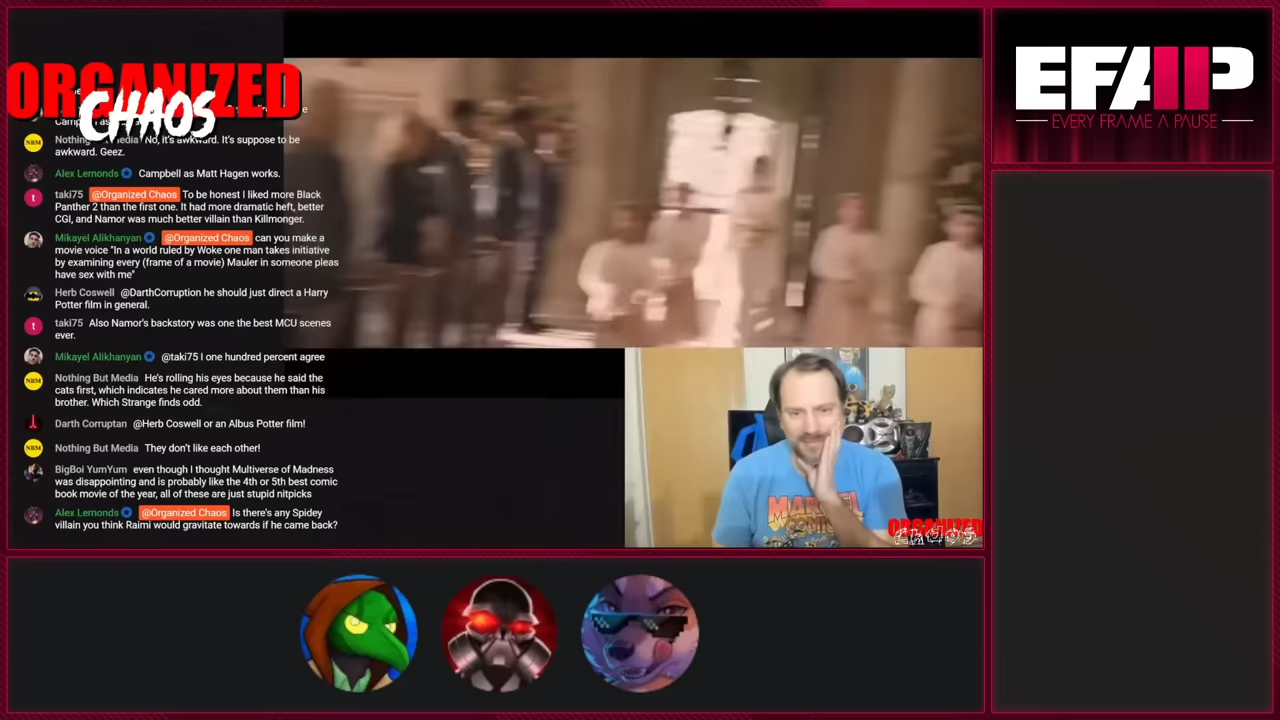 ORGANIZED
CHAOS
No, it's awkward. It's suppose to be
awkward. Geez.
Alex Lemonds Campbell as Matt Hagen works.
taki75 @Organized Chaos To be honest I liked more Black
Panther 2 than the first one. It had more dramatic heft, better
CGI, and Namor was much better villain than Killmonger.
Mikayel Alikhanyan @Organized Chaos can you make a
movie voice "In a world ruled by Woke one man takes initiative
by examining every (frame of a movie) Mauler in someone pleas
have sex with me"
Herb Coswell @DarthCorruption he should just direct a Harry
Potter film in general.
taki75 Also Namor's backstory was one the best MCU scenes
ever.
Mikayel Alikhanyan @taki75 I one hundred percent agree
NBM Nothing But Media He's rolling his eyes because he said the
cats first, which indicates he cared more about them than his
brother. Which Strange finds odd.
Darth Corruptan @Herb Coswell or an Albus Potter film!
NBM Nothing But Media They don't like each other!
BigBoi YumYum even though I thought Multiverse of Madness
was disappointing and is probably like the 4th or 5th best comic
book movie of the year, all of these are just stupid nitpicks
Alex Lemonds @Organized Chaos Is there's any Spidey
villain you think Raimi would gravitate towards if he came back?
EFAP
EVERY FRAME A PAUSE
MARVEL
COMICS
ORGANIZED
CHAOS